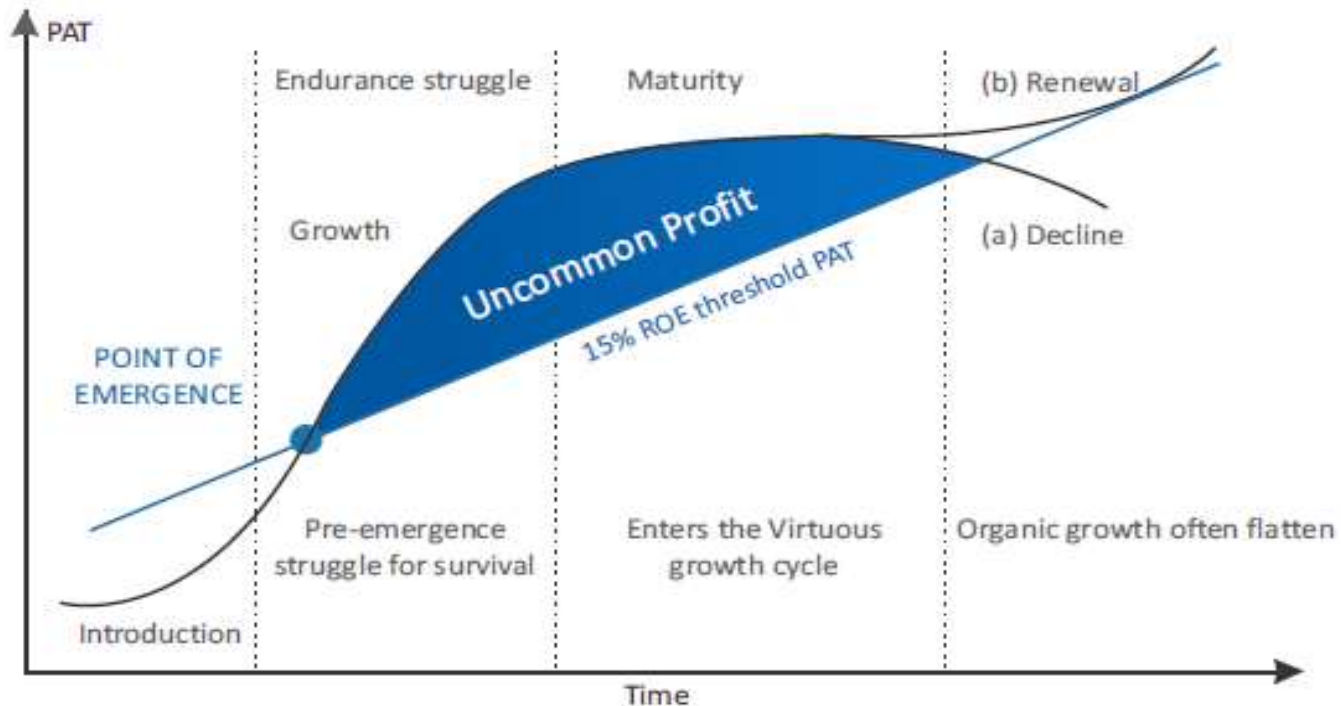 PAT
Endurance struggle
Maturity
(b) Renewal
Growth
Uncommon Profit
(a) Decline
15% ROE threshold PAT
POINT OF
EMERGENCE
Pre-emergence
struggle for survival
Enters the Virtuous
growth cycle
Organic growth often flatten
Introduction
Time